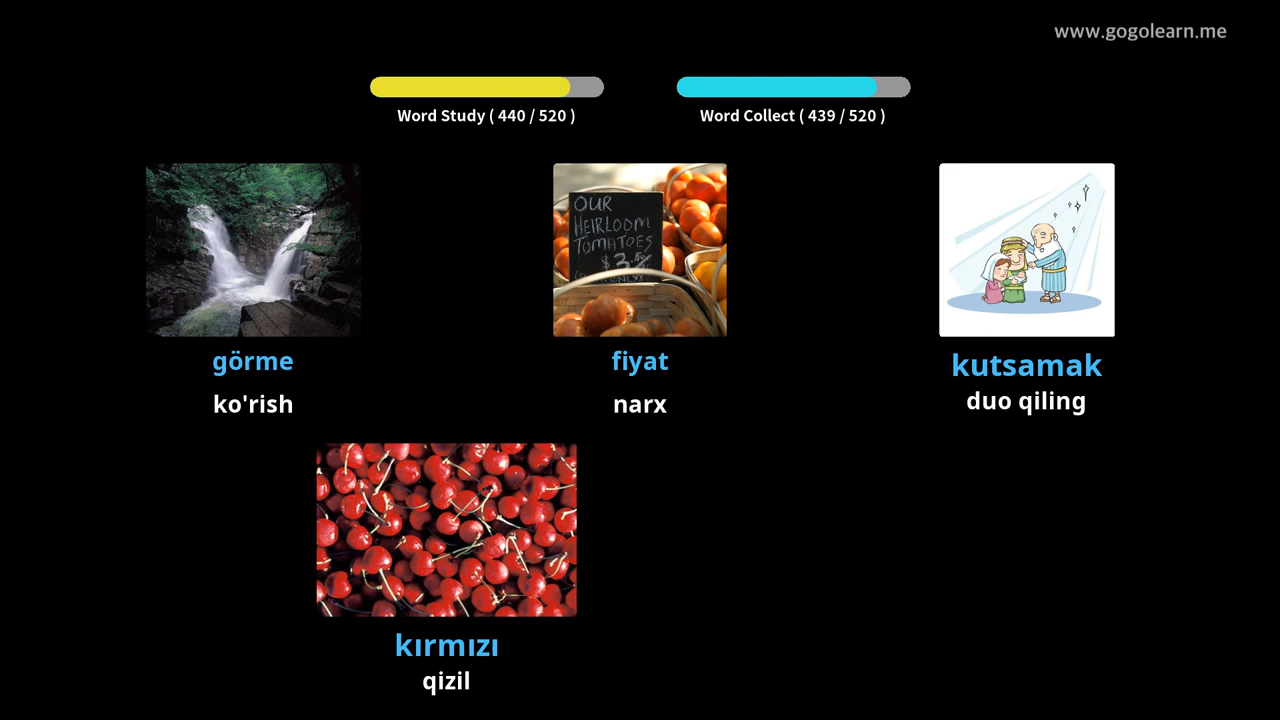 www.gogolearn.me
Word Study ( 440 / 520 )
Word Collect ( 439 / 520 )
OUR
HEIRLOOM
TOMATOES
görme
fiyat
kutsamak
ko'rish
narx
duo qiling
kırmızı
qizil